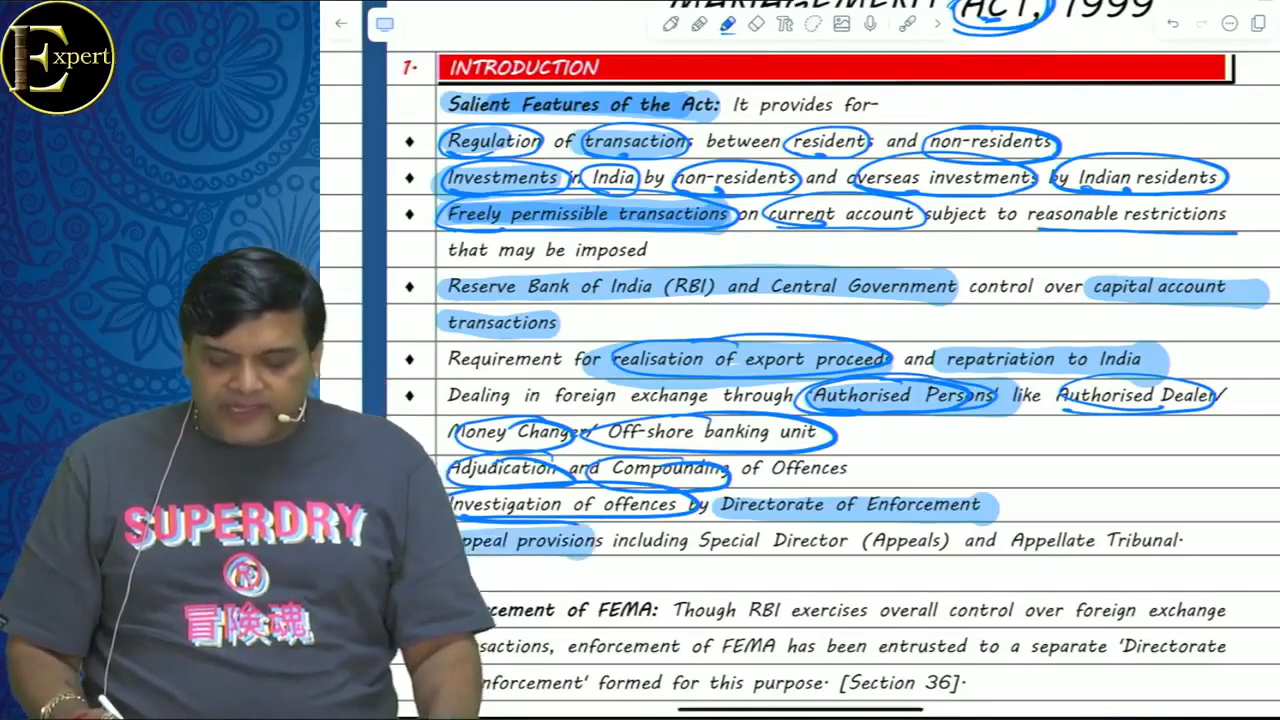 Expert
ACT, 1999
1. INTRODUCTION
Salient Features of the Act: It provides for-
♦ Regulation of transactions between residents and non-residents
♦ Investments in India by non-residents and overseas investments by Indian residents
♦ Freely permissible transactions on current account subject to reasonable restrictions
that may be imposed
♦ Reserve Bank of India (RBI) and Central Government control over capital account
transactions
♦ Requirement for realisation of export proceeds and repatriation to India
♦ Dealing in foreign exchange through 'Authorised Persons' like Authorised Dealer/
Money Changer/ Off-shore banking unit
Adjudication and Compounding of Offences
Investigation of offences by Directorate of Enforcement
ppeal provisions including Special Director (Appeals) and Appellate Tribunal.
cement of FEMA: Though RBI exercises overall control over foreign exchange
sactions, enforcement of FEMA has been entrusted to a separate 'Directorate
nforcement' formed for this purpose. [Section 36].
SUPERDRY
R
冒険魂